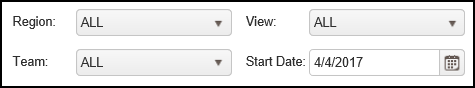 Region: ALL View: ALL
Team: ALL Start Date: 4/4/2017